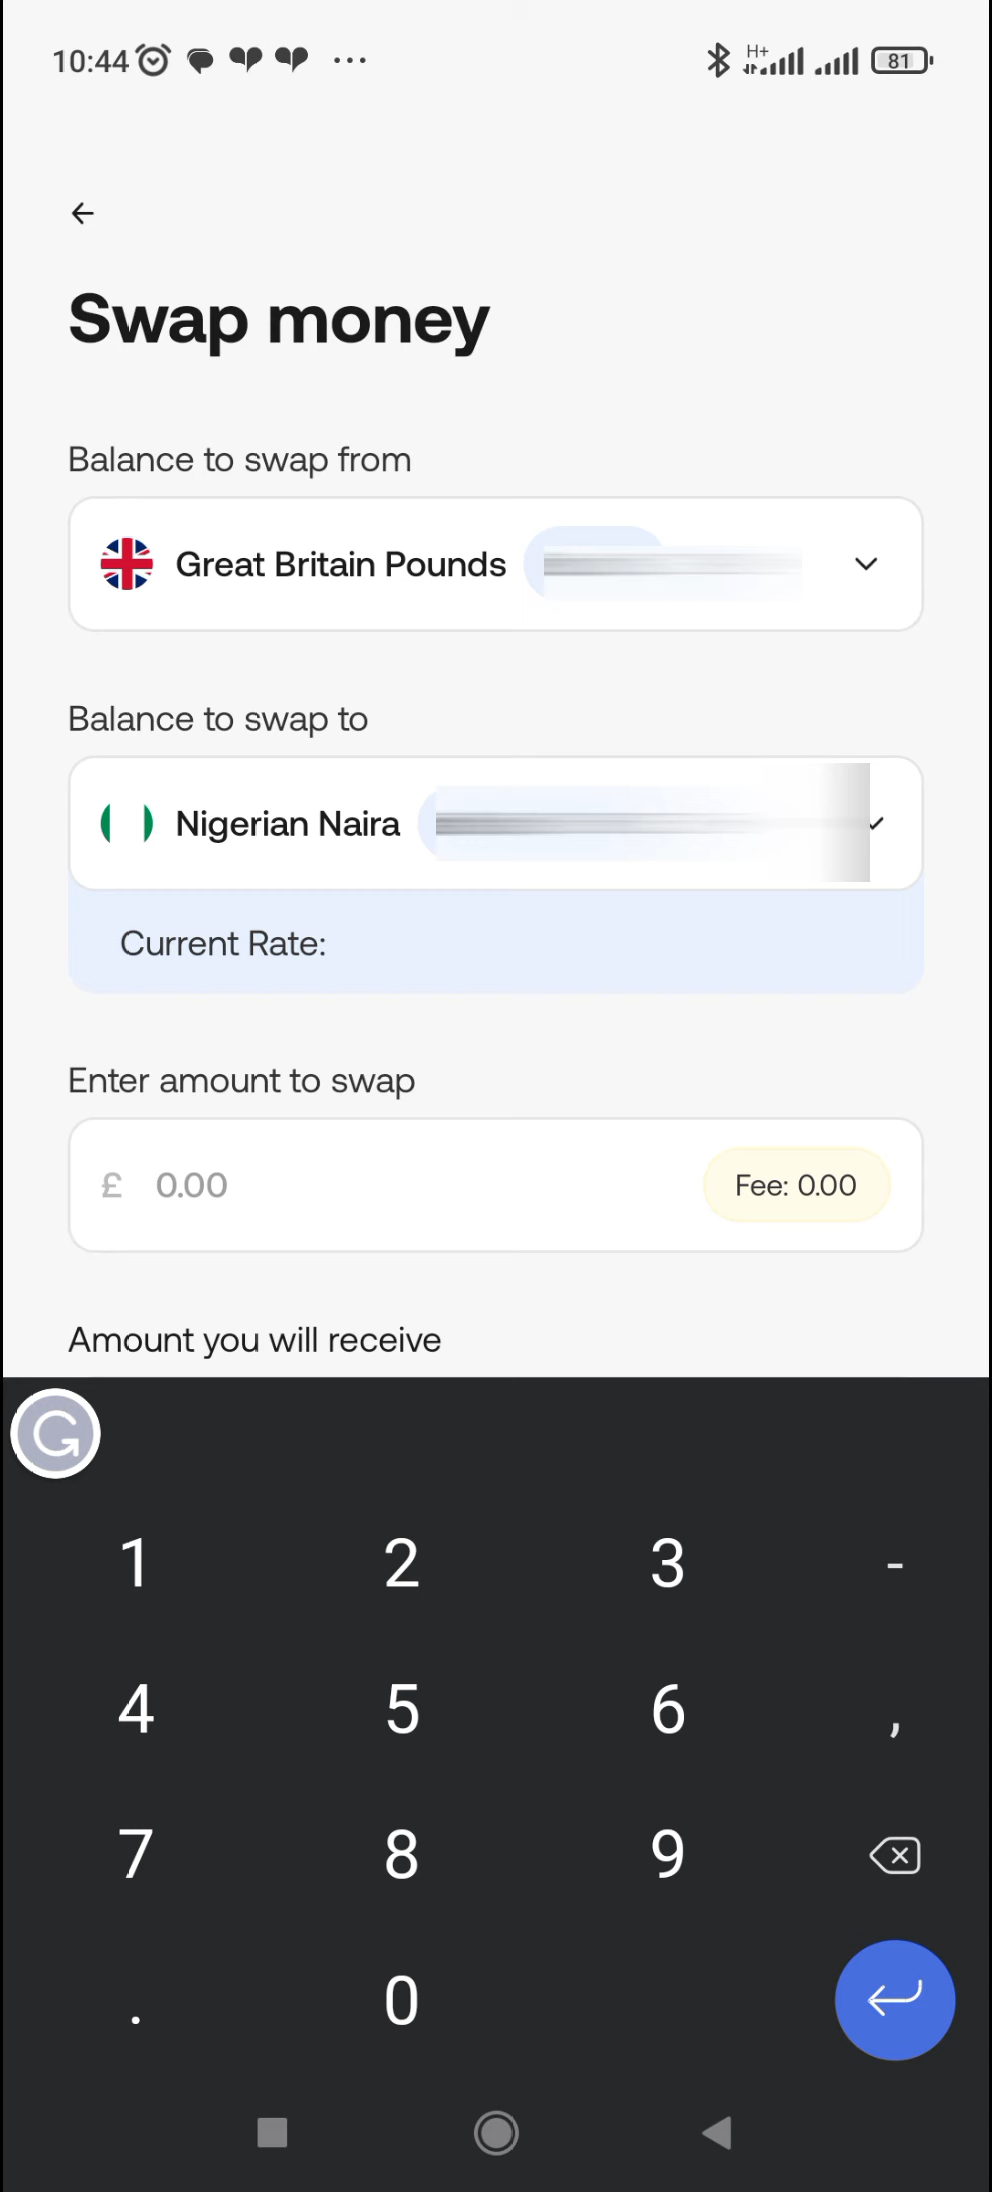 10:44 H+ 81
Swap money
Balance to swap from
Great Britain Pounds
Balance to swap to
Nigerian Naira
Current Rate:
Enter amount to swap
£ 0.00 Fee: 0.00
Amount you will receive
G
1 2 3 -
4 5 6 ,
7 8 9
. 0